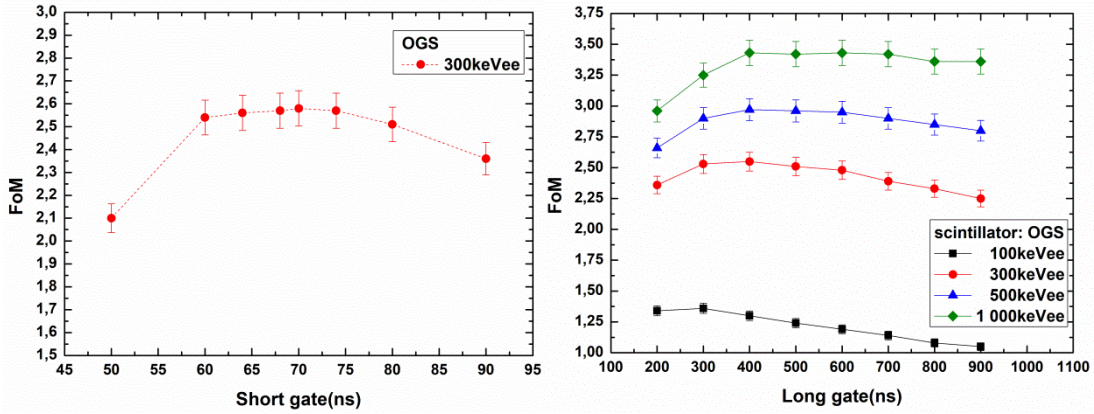 3,0
2,9
2,8
2,7
2,6
2,5
2,4
2,3
2,2
2,1
2,0
1,9
1,8
1,7
1,6
1,5
FoM
OGS
300keVee
45 50 55 60 65 70 75 80 85 90 95
Short gate(ns)
3,75
3,50
3,25
3,00
2,75
2,50
2,25
2,00
1,75
1,50
1,25
1,00
FoM
scintillator: OGS
100keVee
300keVee
500keVee
1 000keVee
100 200 300 400 500 600 700 800 900 1000 1100
Long gate(ns)